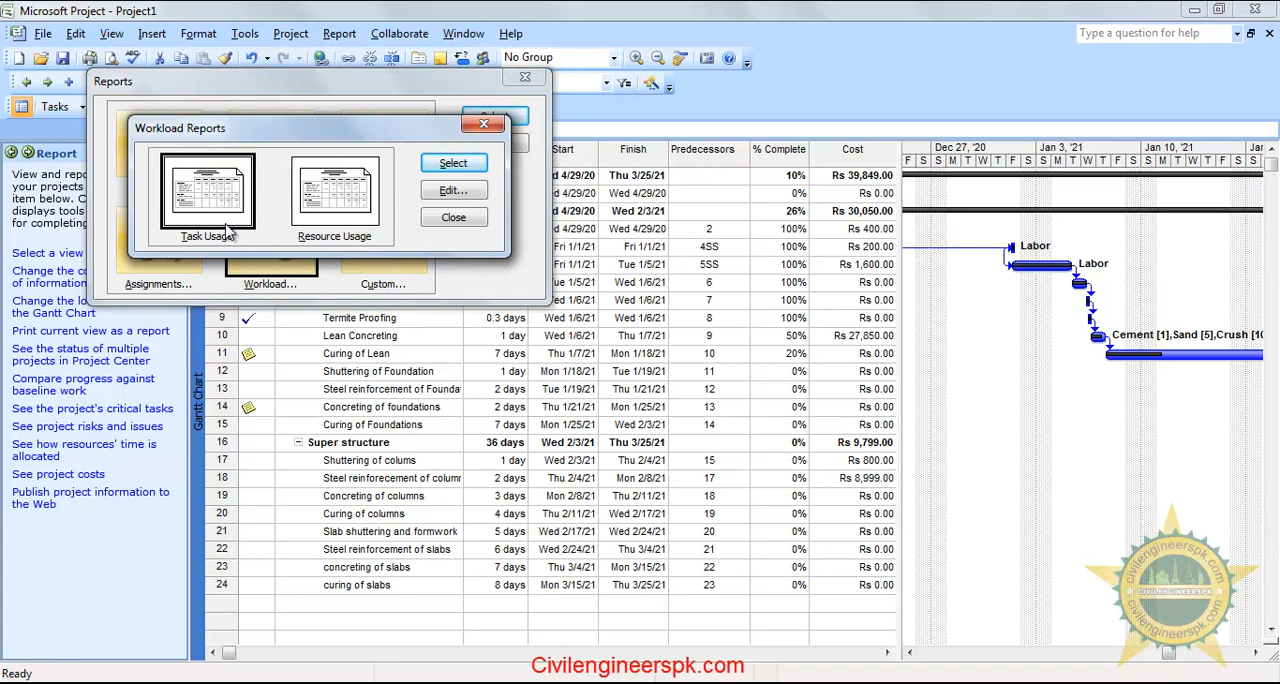 Microsoft Project - Project1
File Edit View Insert Format Tools Project Report Collaborate Window Help
Type a question for help
No Group
Tasks
Reports
Workload Reports
Select
Edit...
Close
Task Usage
Resource Usage
Assignments...
Workload...
Custom...
Report
View and
your projects
item below.
displays tools
for completing
Select a view
Change the
of information
Change the
the Gantt Chart
Print current view as a report
See the status of multiple
projects in Project Center
Compare progress against
baseline work
See the project's critical tasks
See project risks and issues
See how resources' time is
allocated
See project costs
Publish project information to
the Web
Gantt Chart
Start Finish Predecessors % Complete Cost
Dec 27, '20 Jan 3, '21 Jan 10, '21
F S S M T W T F S S M T W T F S S M T W T F S S
4/29/20 Thu 3/25/21 10% Rs 39,849.00
4/29/20 Wed 4/29/20 0% Rs 0.00
4/29/20 Wed 2/3/21 26% Rs 30,050.00
4/29/20 Wed 4/29/20 2 100% Rs 400.00
Fri 1/1/21 Fri 1/1/21 4SS 100% Rs 200.00 Labor
Fri 1/1/21 Tue 1/5/21 5SS 100% Rs 1,600.00 Labor
Tue 1/5/21 Wed 1/6/21 6 100% Rs 0.00
Wed 1/6/21 Wed 1/6/21 7 100% Rs 0.00
9 Termite Proofing 0.3 days Wed 1/6/21 Wed 1/6/21 8 100% Rs 0.00
10 Lean Concreting 1 day Wed 1/6/21 Thu 1/7/21 9 50% Rs 27,850.00 Cement [1],Sand [5],Crush [10
11 Curing of Lean 7 days Thu 1/7/21 Mon 1/18/21 10 20% Rs 0.00
12 Shuttering of Foundation 1 day Mon 1/18/21 Tue 1/19/21 11 0% Rs 0.00
13 Steel reinforcement of Founda 2 days Tue 1/19/21 Thu 1/21/21 12 0% Rs 0.00
14 Concreting of foundations 2 days Thu 1/21/21 Mon 1/25/21 13 0% Rs 0.00
15 Curing of Foundations 7 days Mon 1/25/21 Wed 2/3/21 14 0% Rs 0.00
16 Super structure 36 days Wed 2/3/21 Thu 3/25/21 0% Rs 9,799.00
17 Shuttering of colums 1 day Wed 2/3/21 Thu 2/4/21 15 0% Rs 800.00
18 Steel reinforecement of column 2 days Thu 2/4/21 Mon 2/8/21 17 0% Rs 8,999.00
19 Concreting of columns 3 days Mon 2/8/21 Thu 2/11/21 18 0% Rs 0.00
20 Curing of columns 4 days Thu 2/11/21 Wed 2/17/21 19 0% Rs 0.00
21 Slab shuttering and formwork 5 days Wed 2/17/21 Wed 2/24/21 20 0% Rs 0.00
22 Steel reinforcement of slabs 6 days Wed 2/24/21 Thu 3/4/21 21 0% Rs 0.00
23 concreting of slabs 7 days Thu 3/4/21 Mon 3/15/21 22 0% Rs 0.00
24 curing of slabs 8 days Mon 3/15/21 Thu 3/25/21 23 0% Rs 0.00
civilengineerspk.com
CIVILENGINEERSPK
civilengineerspk.com
Ready
Civilengineerspk.com